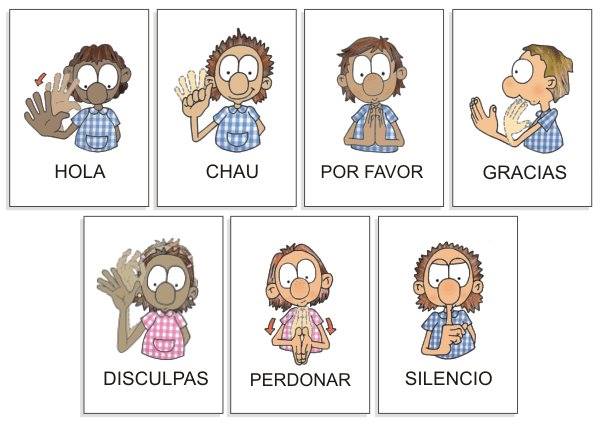 HOLA
CHAU
POR FAVOR
GRACIAS
DISCULPAS
PERDONAR
SILENCIO